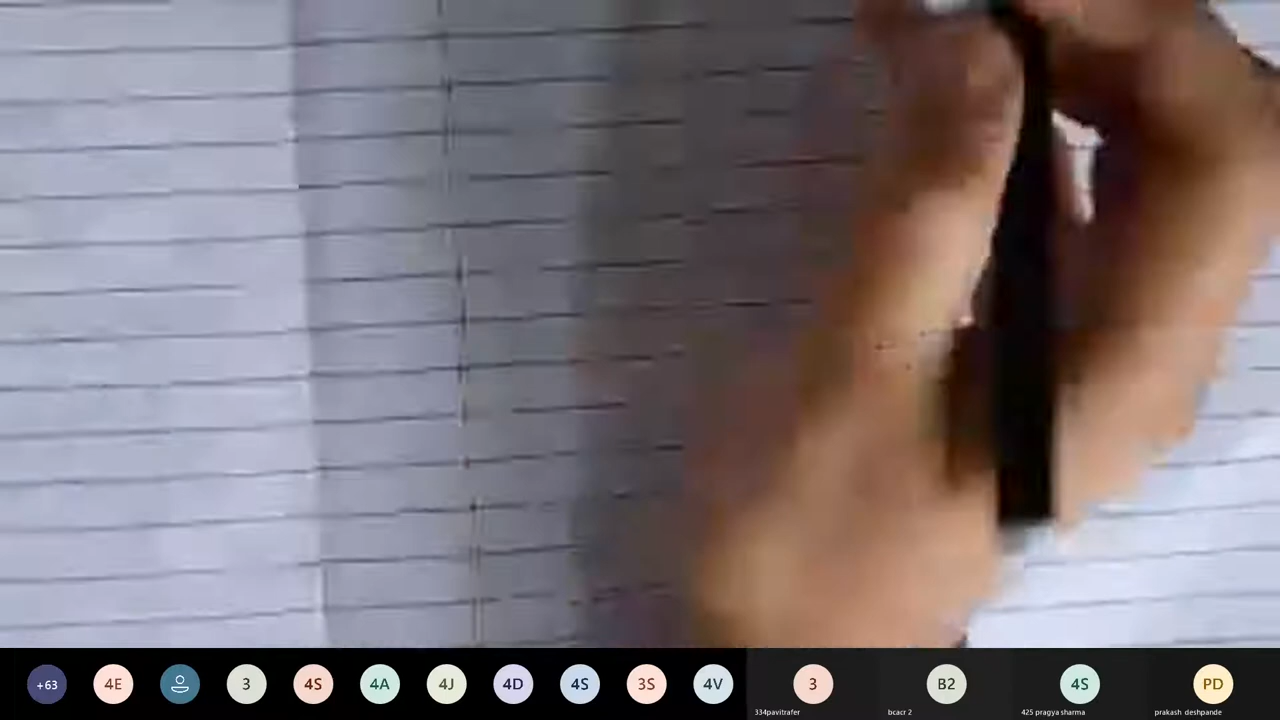 +63 4E 3 4S 4A 4J 4D 4S 3S 4V 3 B2 4S PD
334pavitrafer bcacr 2 425 pragya sharma prakash deshpande